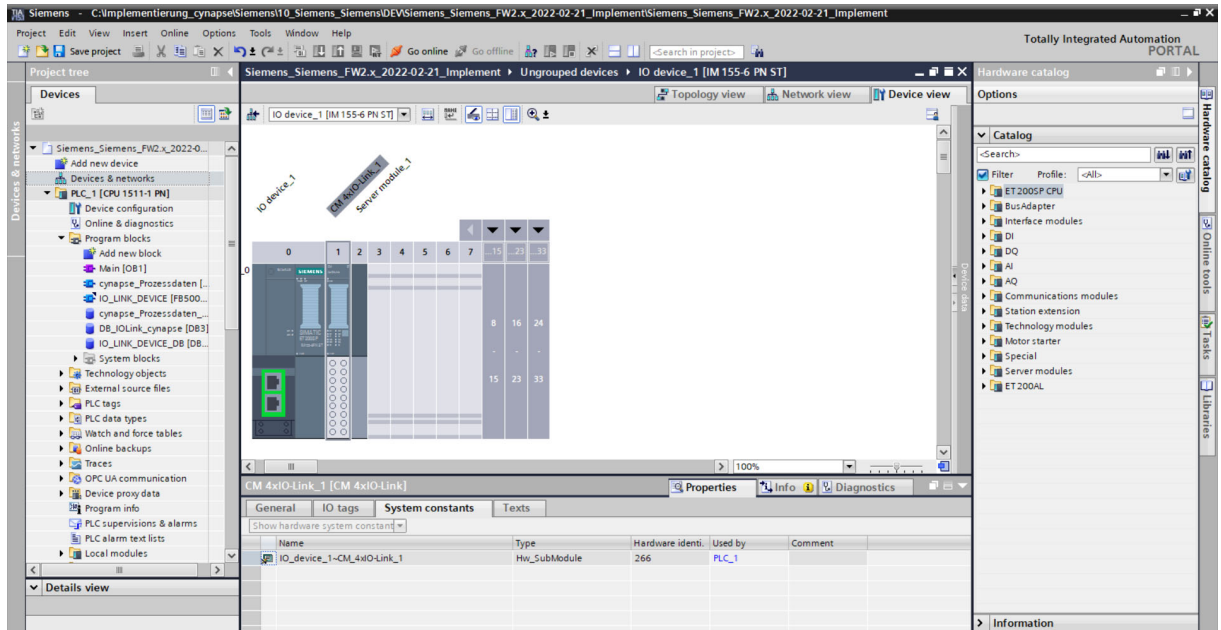 Siemens - C:\Implementierung_cynapse\Siemens\10_Siemens_Siemens\DEV\Siemens_Siemens_FW2.x_2022-02-21_Implement\Siemens_Siemens_FW2.x_2022-02-21_Implement
Project Edit View Insert Online Options Tools Window Help
Totally Integrated Automation
PORTAL
Save project
Go online
Go offline
<Search in project>
Project tree
Devices
Devices & networks
Siemens_Siemens_FW2.x_2022-0...
Add new device
Devices & networks
PLC_1 [CPU 1511-1 PN]
Device configuration
Online & diagnostics
Program blocks
Add new block
Main [OB1]
cynapse_Prozessdaten [..
IO_LINK_DEVICE [FB500...
cynapse_Prozessdaten_...
DB_IOLink_cynapse [DB3]
IO_LINK_DEVICE_DB [DB...
System blocks
Technology objects
External source files
PLC tags
PLC data types
Watch and force tables
Online backups
Traces
OPC UA communication
Device proxy data
Program info
PLC supervisions & alarms
PLC alarm text lists
Local modules
Details view
Siemens_Siemens_FW2.x_2022-02-21_Implement
Ungrouped devices
IO device_1 [IM 155-6 PN ST]
Topology view
Network view
Device view
IO device_1 [IM 155-6 PN ST]
IO device_1
CM 4xIO-Link_1
Server module_1
0 1 2 3 4 5 6 7 ...15 ...23 ...33
_0
SIEMENS
8 16 24
- - -
15 23 33
Device data
100%
CM 4xIO-Link_1 [CM 4xIO-Link]
Properties
Info
Diagnostics
General
IO tags
System constants
Texts
Show hardware system constant
Name Type Hardware identi. Used by Comment
IO_device_1~CM_4xIO-Link_1 Hw_SubModule 266 PLC_1
Hardware catalog
Options
Catalog
<Search>
Filter Profile: <All>
ET 200SP CPU
BusAdapter
Interface modules
DI
DQ
AI
AQ
Communications modules
Station extension
Technology modules
Motor starter
Special
Server modules
ET 200AL
Information
Hardware catalog
Online tools
Tasks
Libraries